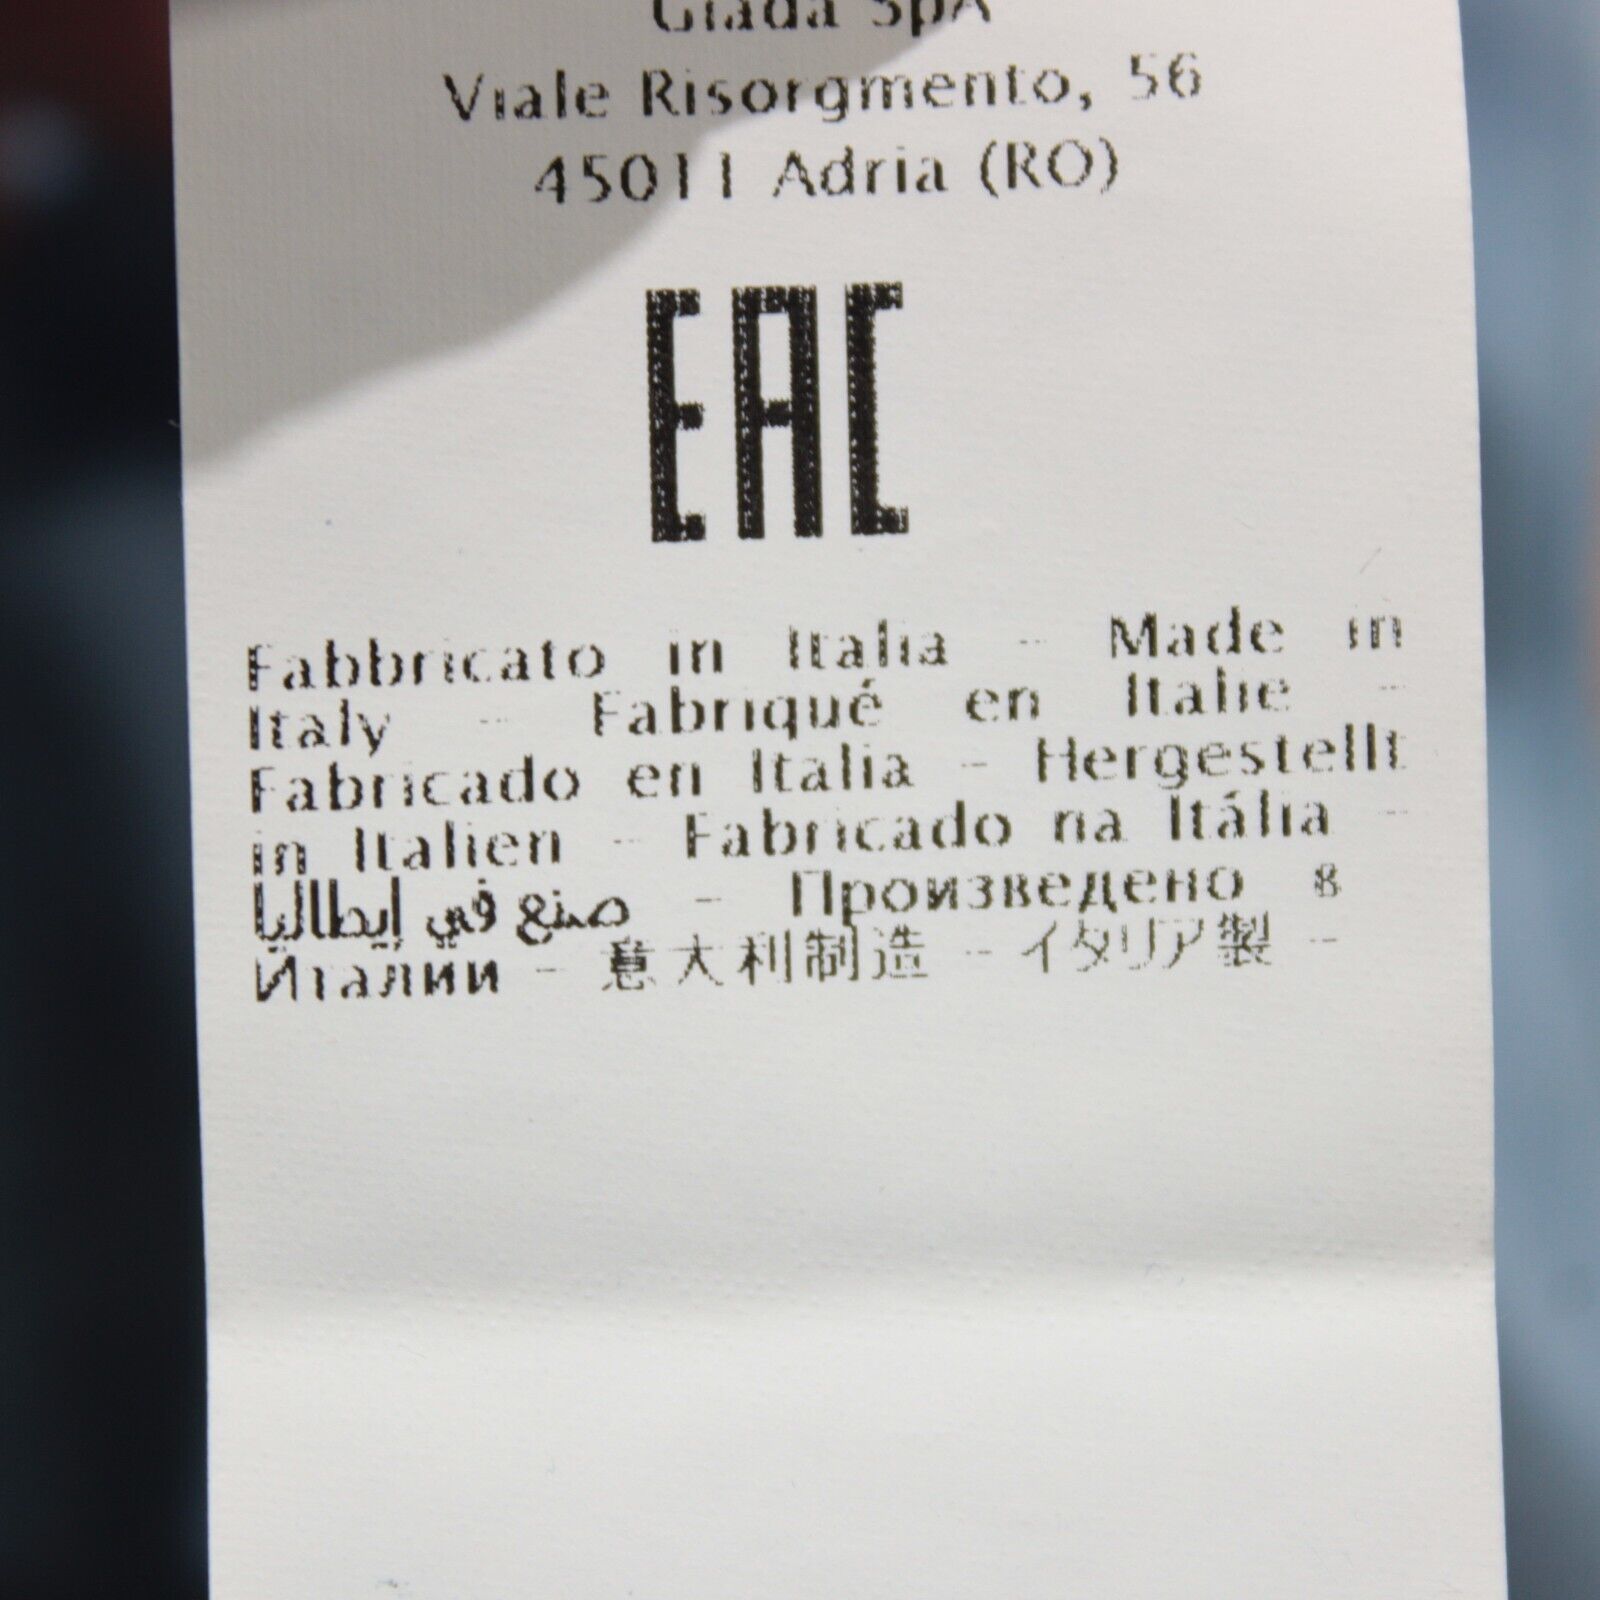 Giada SpA
Viale Risorgmento, 56
45011 Adria (RO)
EAC
Fabbricato in Italia - Made in
Italy - Fabriqué en Italie -
Fabricado en Italia - Hergestellt
in Italien - Fabricado na Itália -
صنع في إيطاليا - Произведено в
Италии - 意大利制造 - イタリア製 -